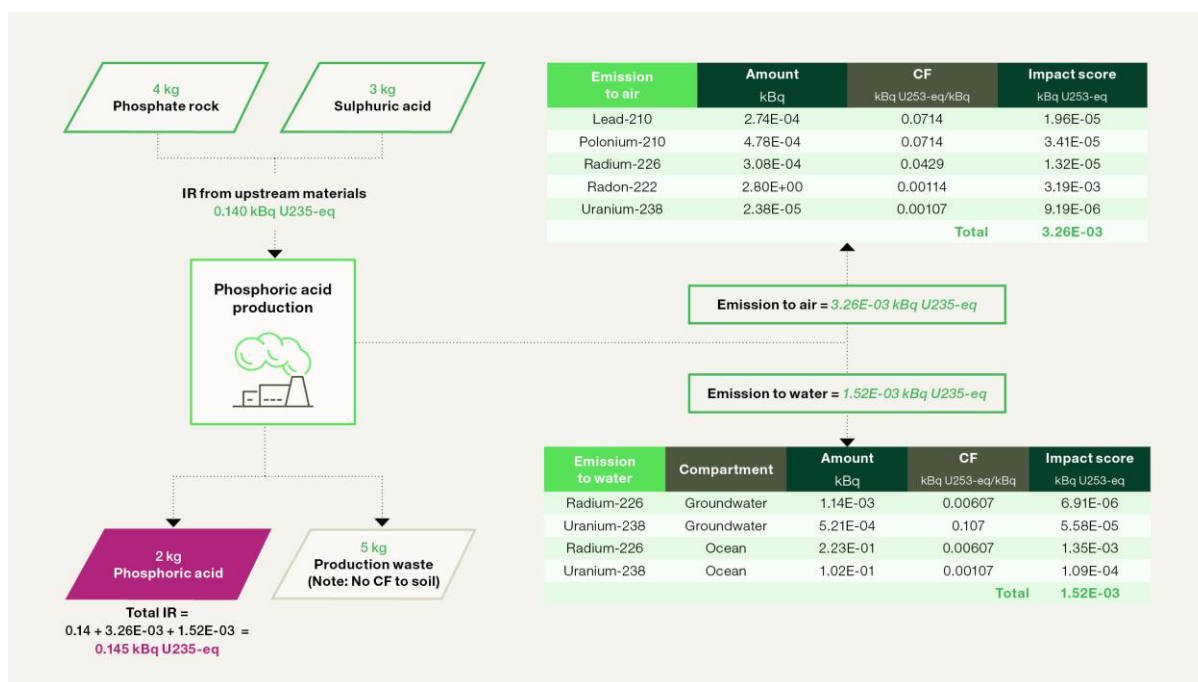 4 kg
Phosphate rock
3 kg
Sulphuric acid
IR from upstream materials
0.140 kBq U235-eq
Phosphoric acid
production
2 kg
Phosphoric acid
5 kg
Production waste
(Note: No CF to soil)
Total IR =
0.14 + 3.26E-03 + 1.52E-03 =
0.145 kBq U235-eq
Emission to air Amount kBq CF kBq U253-eq/kBq Impact score kBq U253-eq
Lead-210 2.74E-04 0.0714 1.96E-05
Polonium-210 4.78E-04 0.0714 3.41E-05
Radium-226 3.08E-04 0.0429 1.32E-05
Radon-222 2.80E+00 0.00114 3.19E-03
Uranium-238 2.38E-05 0.00107 9.19E-06
Total 3.26E-03
Emission to air = 3.26E-03 kBq U235-eq
Emission to water = 1.52E-03 kBq U235-eq
Emission to water Compartment Amount kBq CF kBq U253-eq/kBq Impact score kBq U253-eq
Radium-226 Groundwater 1.14E-03 0.00607 6.91E-06
Uranium-238 Groundwater 5.21E-04 0.107 5.58E-05
Radium-226 Ocean 2.23E-01 0.00607 1.35E-03
Uranium-238 Ocean 1.02E-01 0.00107 1.09E-04
Total 1.52E-03